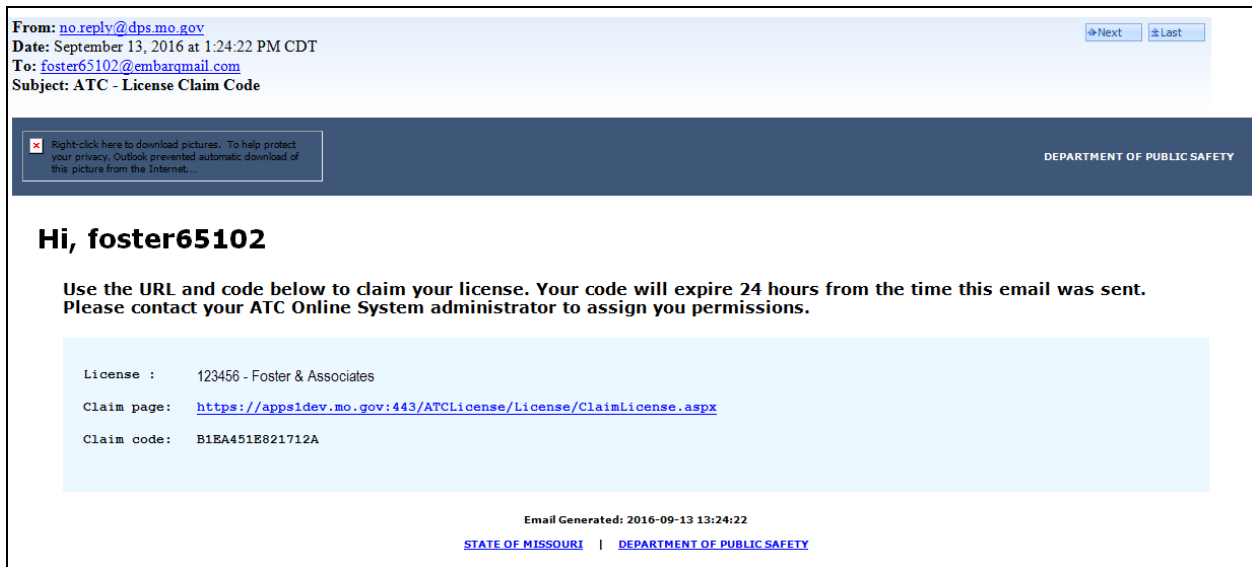 From: no.reply@dps.mo.gov
Next Last
Date: September 13, 2016 at 1:24:22 PM CDT
To: foster65102@embarqmail.com
Subject: ATC - License Claim Code
Right-click here to download pictures. To help protect
your privacy, Outlook prevented automatic download of
this picture from the Internet...
DEPARTMENT OF PUBLIC SAFETY
Hi, foster65102
Use the URL and code below to claim your license. Your code will expire 24 hours from the time this email was sent.
Please contact your ATC Online System administrator to assign you permissions.
License : 123456 - Foster & Associates
Claim page: https://apps1dev.mo.gov:443/ATCLicense/License/ClaimLicense.aspx
Claim code: B1EA451E821712A
Email Generated: 2016-09-13 13:24:22
STATE OF MISSOURI | DEPARTMENT OF PUBLIC SAFETY